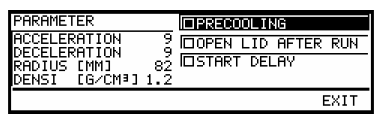 PARAMETER
ACCELERATION 9
DECELERATION 9
RADIUS [MM] 82
DENSI [G/CM³] 1.2
PRECOOLING
OPEN LID AFTER RUN
START DELAY
EXIT